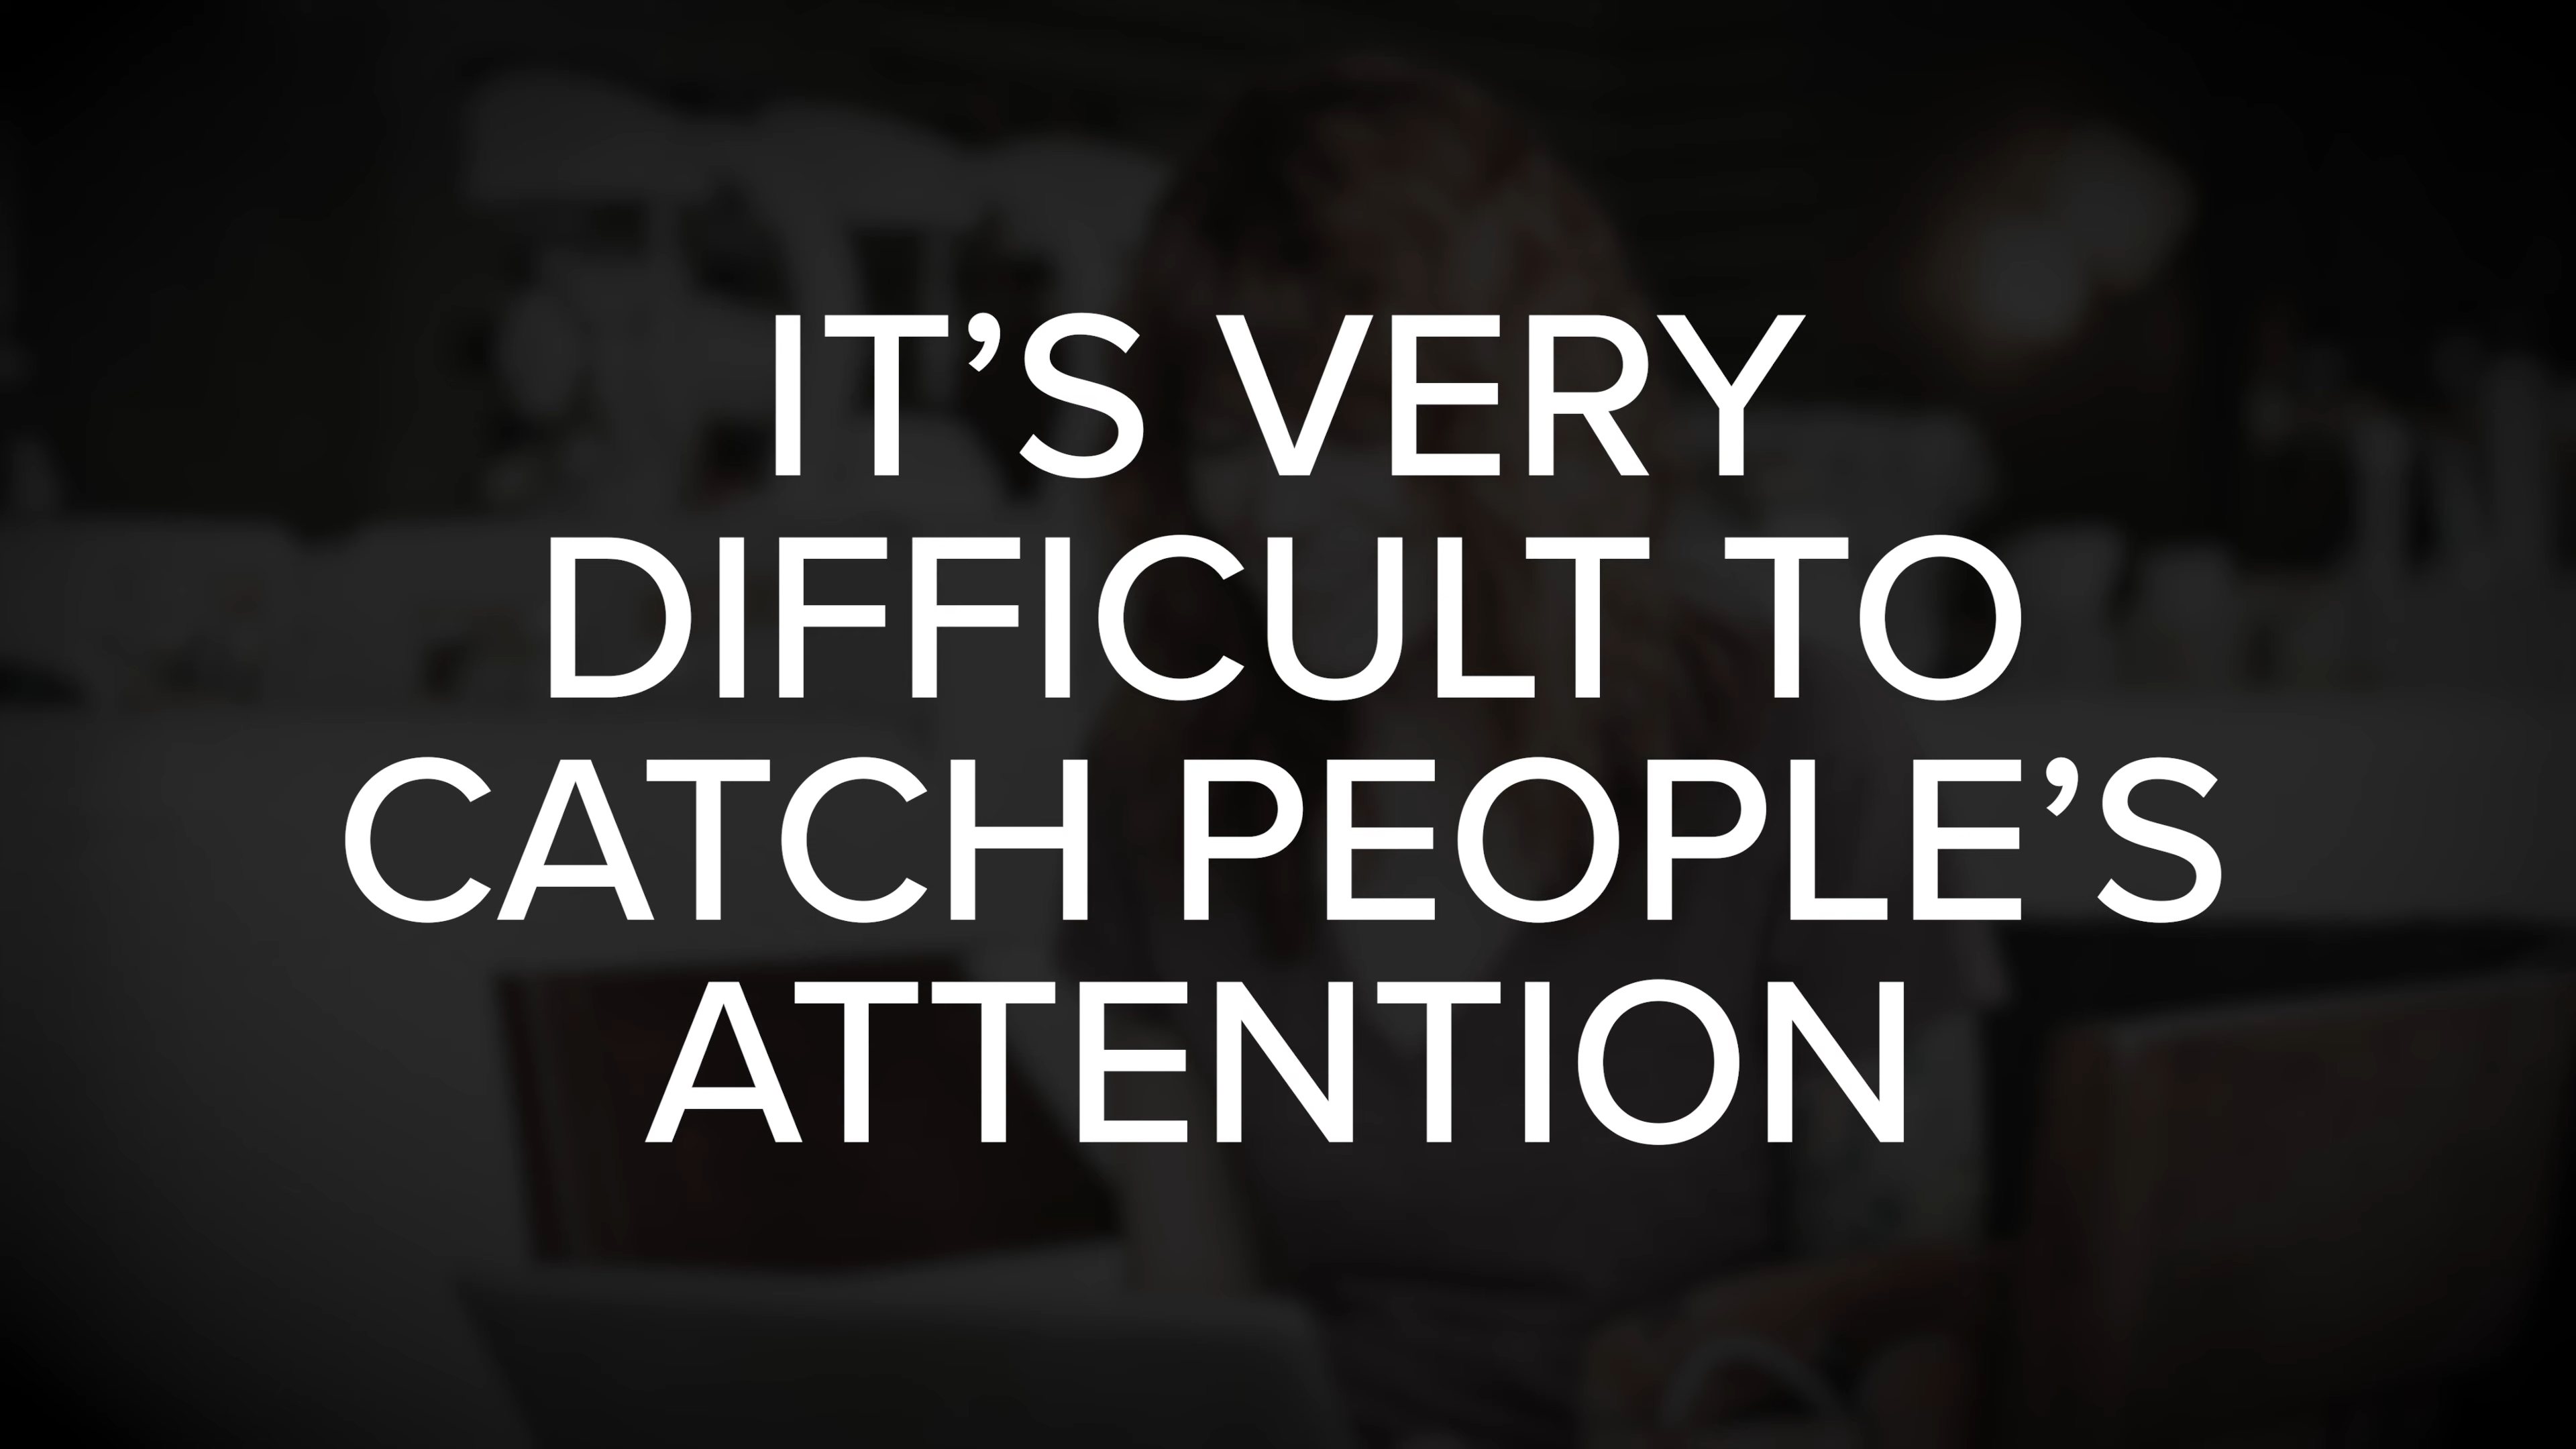 IT’S VERY
DIFFICULT TO
CATCH PEOPLE’S
ATTENTION